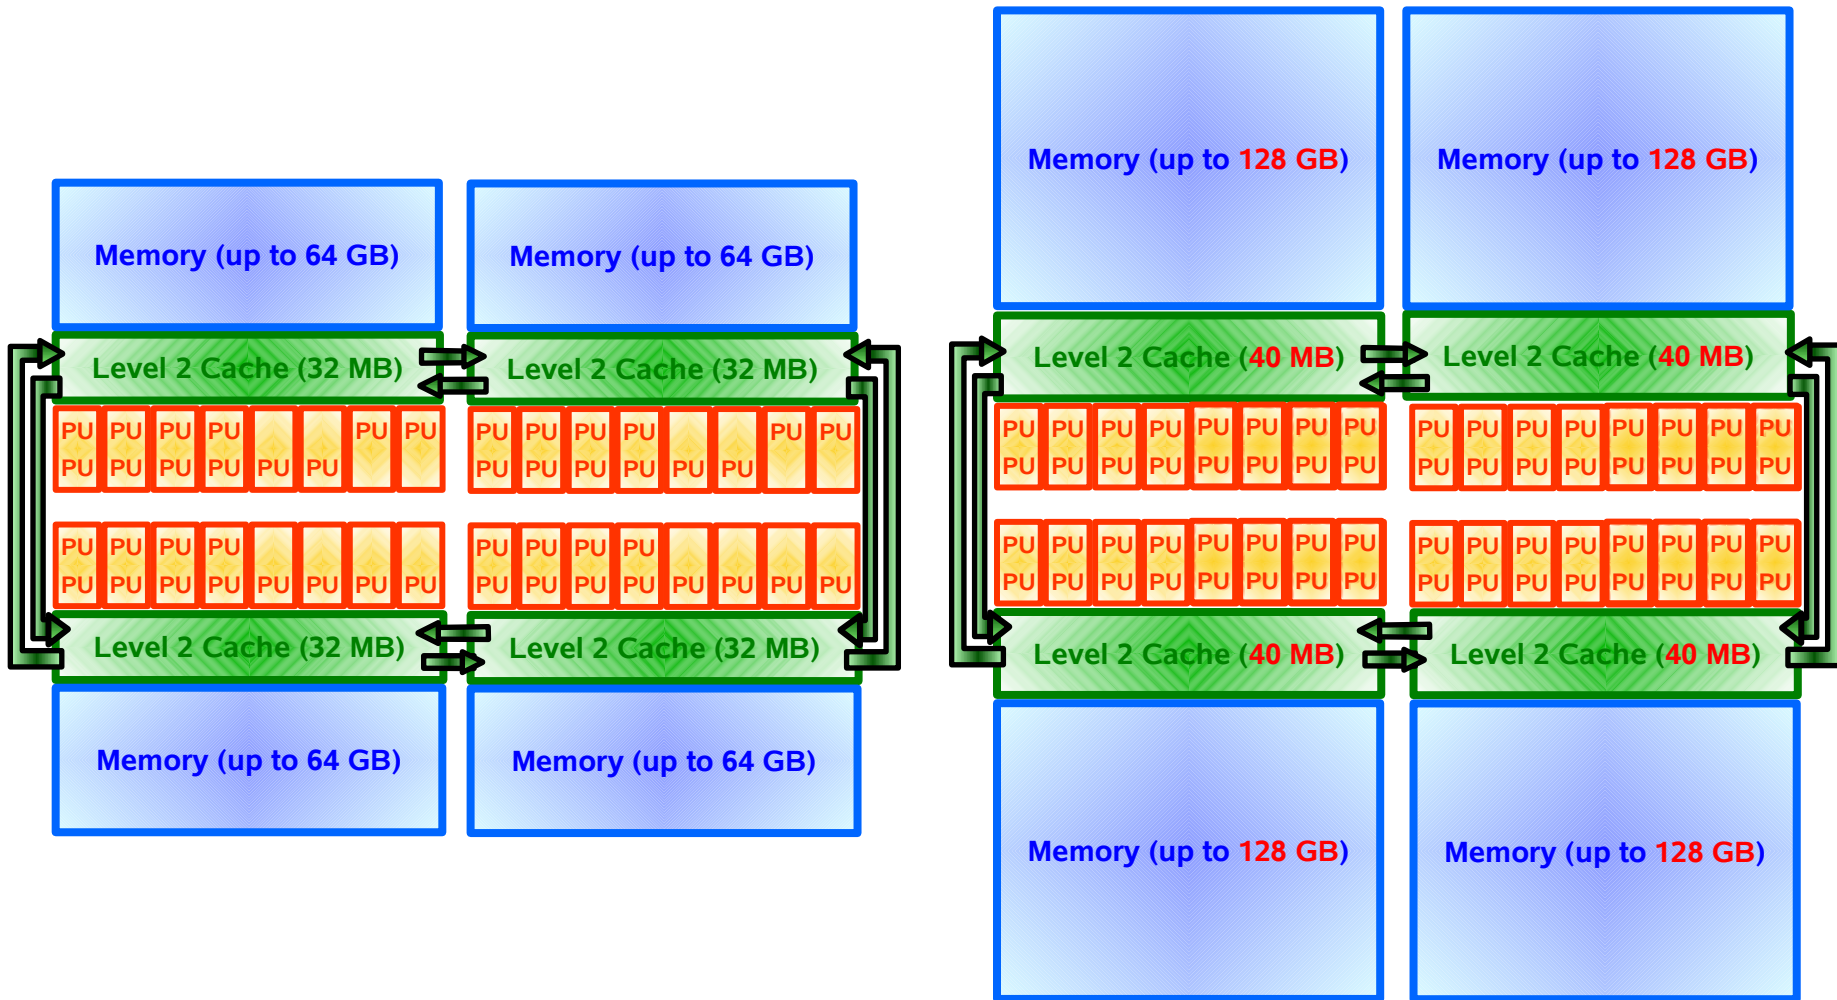 Memory (up to 64 GB)
Memory (up to 64 GB)
Level 2 Cache (32 MB)
Level 2 Cache (32 MB)
PU PU PU PU PU PU
PU PU PU PU PU PU
PU PU PU PU PU PU
PU PU PU PU PU PU
PU PU PU PU
PU PU PU PU PU PU PU PU
PU PU PU PU
PU PU PU PU PU PU PU PU
Level 2 Cache (32 MB)
Level 2 Cache (32 MB)
Memory (up to 64 GB)
Memory (up to 64 GB)
Memory (up to 128 GB)
Memory (up to 128 GB)
Level 2 Cache (40 MB)
Level 2 Cache (40 MB)
PU PU PU PU PU PU PU PU
PU PU PU PU PU PU PU PU
PU PU PU PU PU PU PU PU
PU PU PU PU PU PU PU PU
PU PU PU PU PU PU PU PU
PU PU PU PU PU PU PU PU
PU PU PU PU PU PU PU PU
PU PU PU PU PU PU PU PU
Level 2 Cache (40 MB)
Level 2 Cache (40 MB)
Memory (up to 128 GB)
Memory (up to 128 GB)